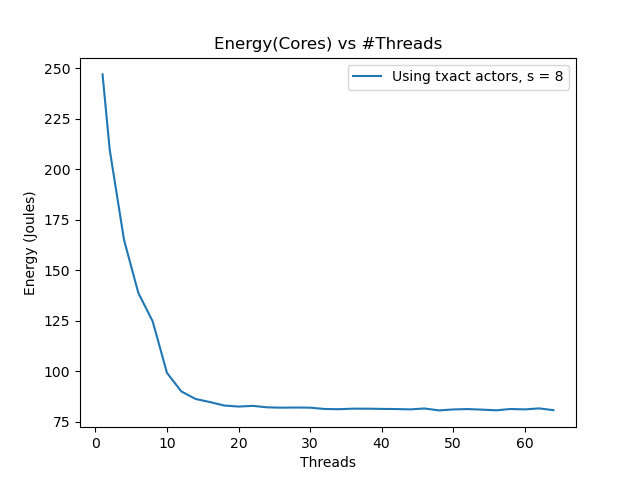 Energy(Cores) vs #Threads
Using txact actors, s = 8
Energy (Joules)
250
225
200
175
150
125
100
75
0 10 20 30 40 50 60
Threads